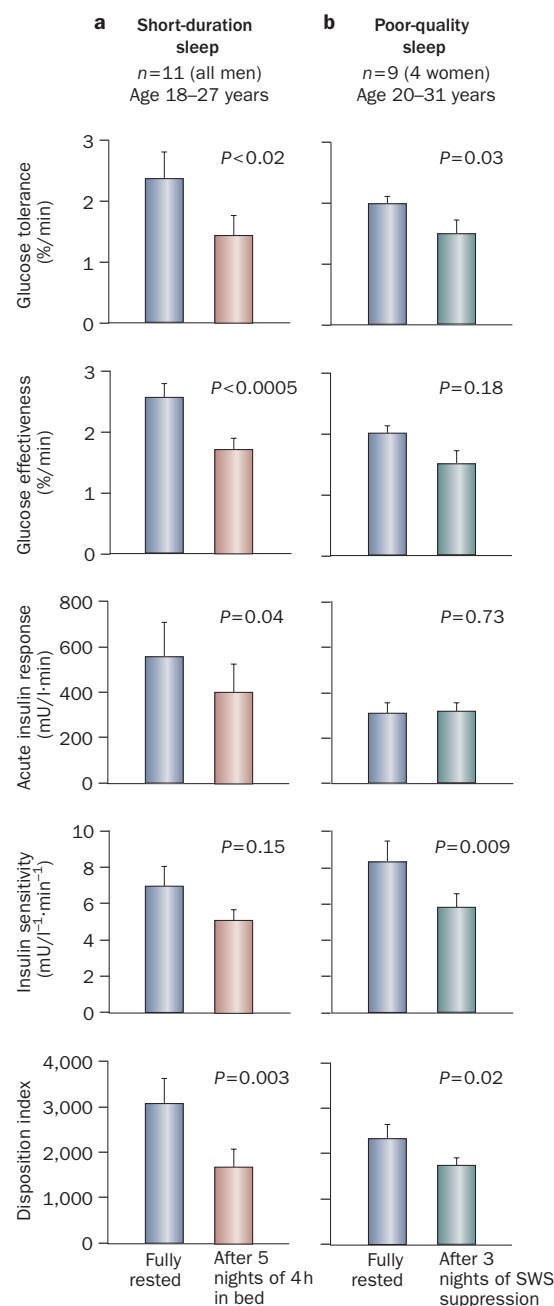 a
Short-duration
sleep
n=11 (all men)
Age 18–27 years
b
Poor-quality
sleep
n=9 (4 women)
Age 20–31 years
Glucose tolerance
(%/min)
3
2
1
0
P<0.02
P=0.03
Glucose effectiveness
(%/min)
3
2
1
0
P<0.0005
P=0.18
Acute insulin response
(mU/l·min)
800
600
400
200
0
P=0.04
P=0.73
Insulin sensitivity
(mU/l⁻¹·min⁻¹)
10
8
6
4
2
0
P=0.15
P=0.009
Disposition index
4,000
3,000
2,000
1,000
0
P=0.003
P=0.02
Fully
rested
After 5
nights of 4h
in bed
Fully
rested
After 3
nights of SWS
suppression